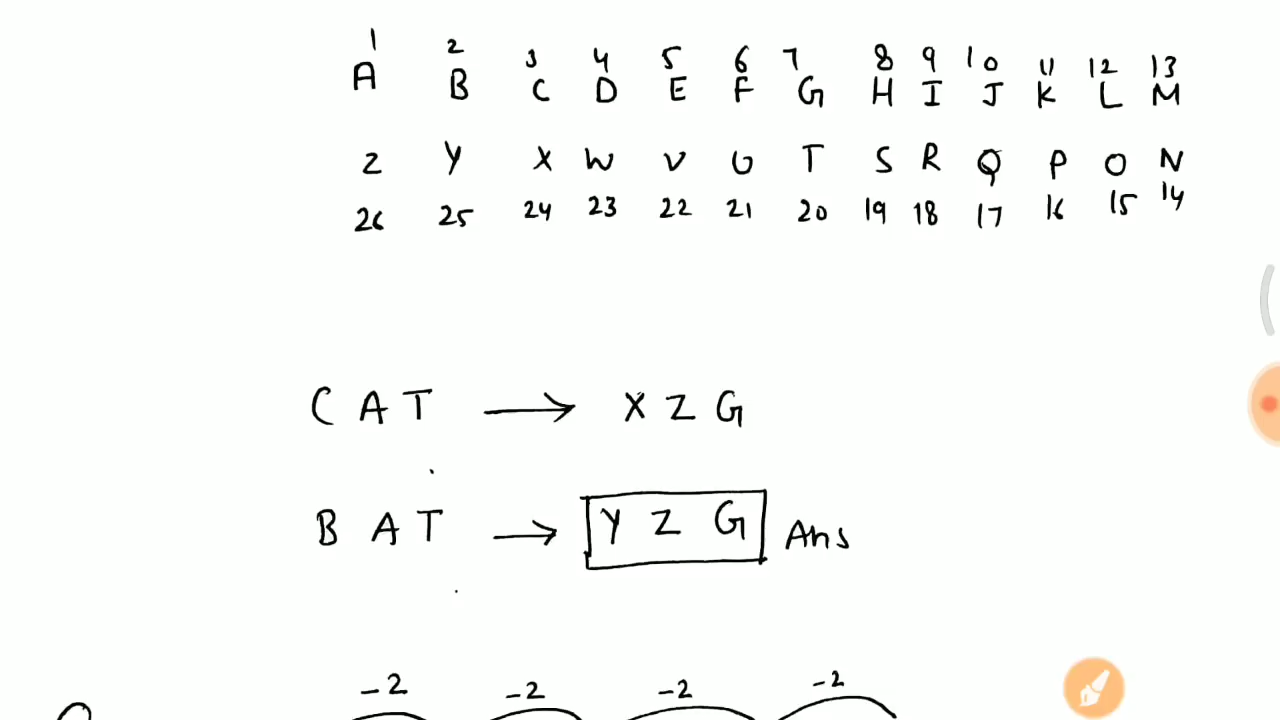 1 2 3 4 5 6 7 8 9 10 11 12 13
A B C D E F G H I J K L M
Z Y X W V U T S R Q P O N
26 25 24 23 22 21 20 19 18 17 16 15 14
C A T → X Z G
B A T → Y Z G Ans
-2 -2 -2 -2